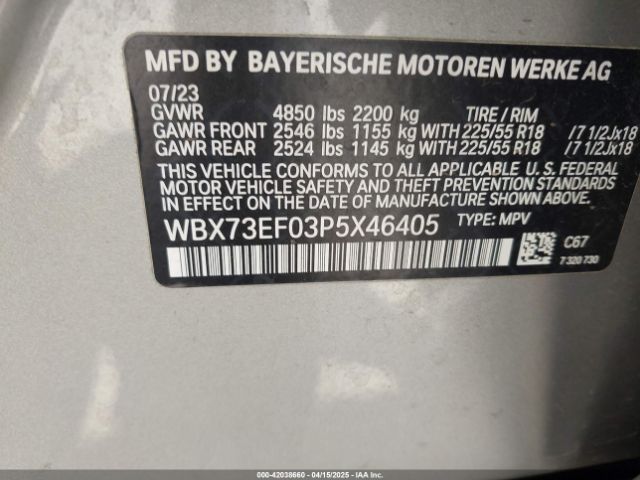 MFD BY BAYERISCHE MOTOREN WERKE AG
07/23
GVWR 4850 lbs 2200 kg TIRE / RIM
GAWR FRONT 2546 lbs 1155 kg WITH 225/55 R18 /7 1/2Jx18
GAWR REAR 2524 lbs 1145 kg WITH 225/55 R18 /7 1/2Jx18
THIS VEHICLE CONFORMS TO ALL APPLICABLE U. S. FEDERAL
MOTOR VEHICLE SAFETY, BUMPER, AND THEFT PREVENTION
STANDARDS IN EFFECT ON THE DATE OF MANUFACTURE SHOWN ABOVE.
WBX73EF03P5X46405 TYPE: MPV
C67
7 320 730
000-42038660 - 04/15/2025 - IAAI.COM